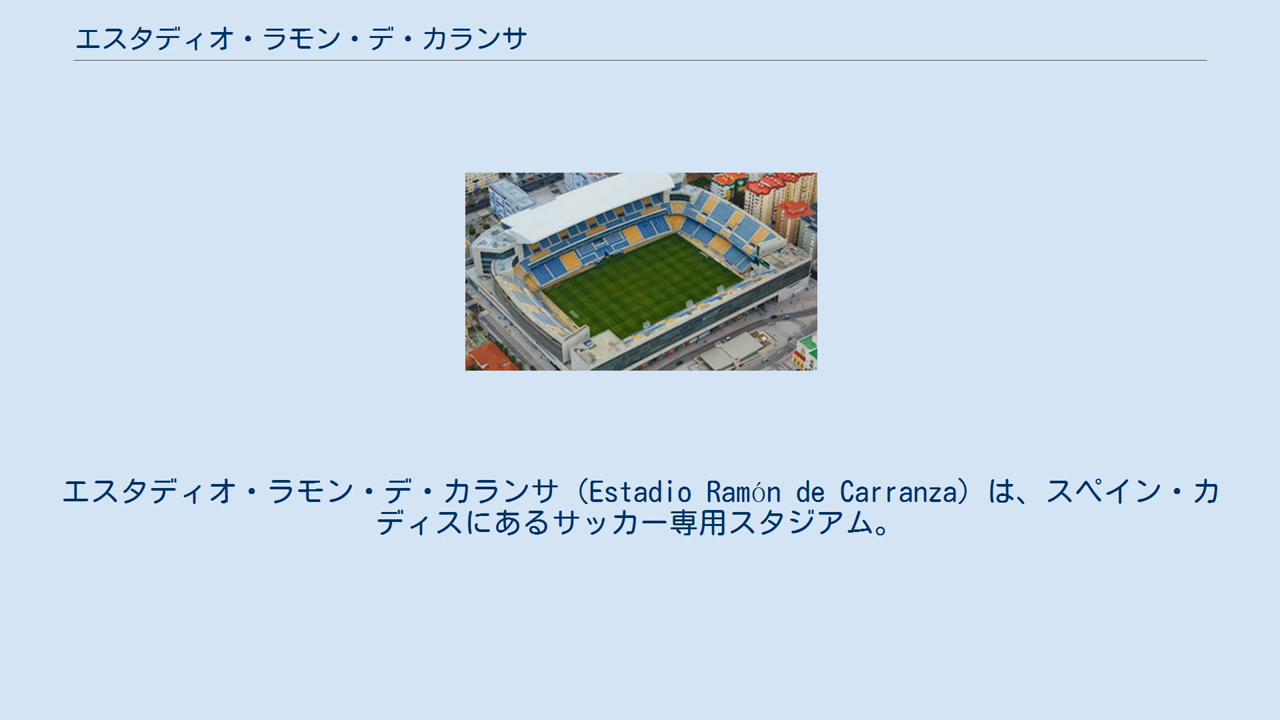 エスタディオ・ラモン・デ・カランサ
エスタディオ・ラモン・デ・カランサ（Estadio Ramón de Carranza）は、スペイン・カ
ディスにあるサッカー専用スタジアム。